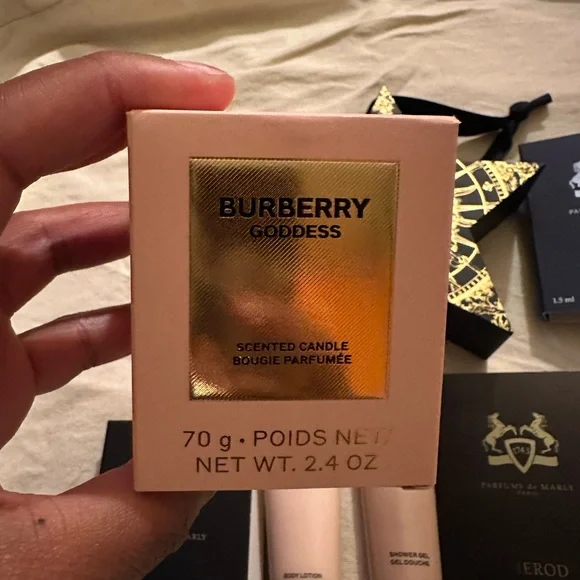 BURBERRY
GODDESS
SCENTED CANDLE
BOUGIE PARFUMÉE
70 g • POIDS NET/
NET WT. 2.4 OZ
1.5 ml
1743
PARFUMS de MARLY
PARIS
BODY LOTION
SHOWER GEL
GEL DOUCHE